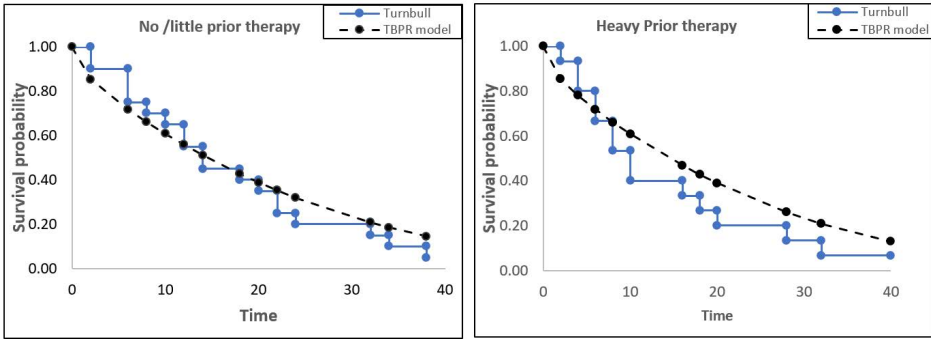 No /little prior therapy
Turnbull
TBPR model
Survival probability
1.00
0.80
0.60
0.40
0.20
0.00
0
10
20
30
40
Time
Heavy Prior therapy
Turnbull
TBPR model
Survival probability
1.00
0.80
0.60
0.40
0.20
0.00
0
10
20
30
40
Time